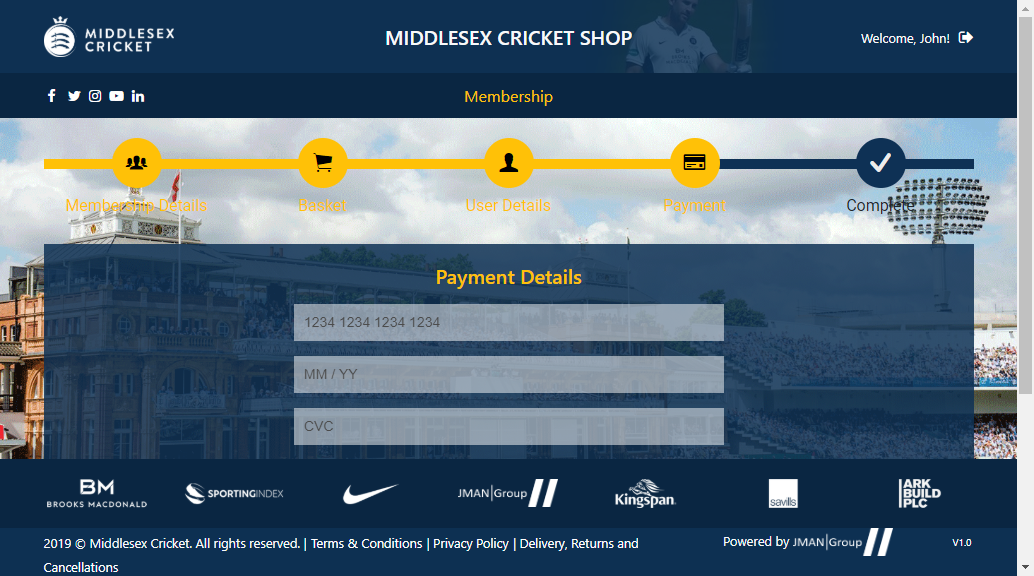 MIDDLESEX
CRICKET
MIDDLESEX CRICKET SHOP
Welcome, John!
Membership
Membership Details
Basket
User Details
Payment
Complete
Payment Details
1234 1234 1234 1234
MM / YY
CVC
BM
BROOKS MACDONALD
SPORTINGINDEX
JMAN|Group
Kingspan.
savills
ARK
BUILD
PLC
2019 © Middlesex Cricket. All rights reserved. | Terms & Conditions | Privacy Policy | Delivery, Returns and
Cancellations
Powered by JMAN|Group
V1.0